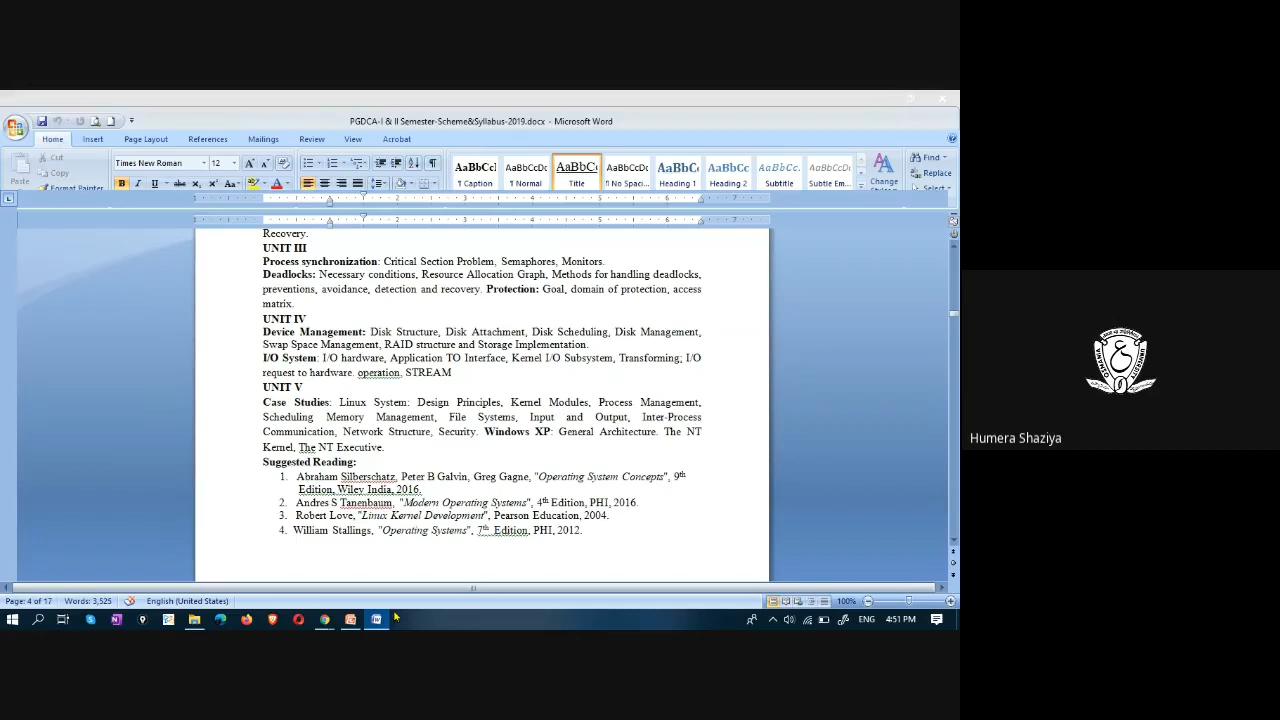 PGDCA-I & II Semester-Scheme&Syllabus-2019.docx - Microsoft Word
Home Insert Page Layout References Mailings Review View Acrobat
Cut
Copy
Format Painter
Paste
Times New Roman 12
AaBbCcl AaBbCcDc AaBbCc AaBbCcDc AaBbCc AaBbCc AaBbCc. AaBbCcDc
¶ Caption ¶ Normal Title ¶ No Spaci... Heading 1 Heading 2 Subtitle Subtle Em...
Change
Find
Replace
Select
Recovery.
UNIT III
Process synchronization: Critical Section Problem, Semaphores, Monitors.
Deadlocks: Necessary conditions, Resource Allocation Graph, Methods for handling deadlocks,
preventions, avoidance, detection and recovery. Protection: Goal, domain of protection, access
matrix.
UNIT IV
Device Management: Disk Structure, Disk Attachment, Disk Scheduling, Disk Management,
Swap Space Management, RAID structure and Storage Implementation.
I/O System: I/O hardware, Application TO Interface, Kernel I/O Subsystem, Transforming; I/O
request to hardware. operation, STREAM
UNIT V
Case Studies: Linux System: Design Principles, Kernel Modules, Process Management,
Scheduling Memory Management, File Systems, Input and Output, Inter-Process
Communication, Network Structure, Security. Windows XP: General Architecture. The NT
Kernel, The NT Executive.
Suggested Reading:
1. Abraham Silberschatz, Peter B Galvin, Greg Gagne, "Operating System Concepts", 9th
Edition, Wiley India, 2016.
2. Andres S Tanenbaum, "Modern Operating Systems", 4th Edition, PHI, 2016.
3. Robert Love, "Linux Kernel Development", Pearson Education, 2004.
4. William Stallings, "Operating Systems", 7th Edition, PHI, 2012.
Page: 4 of 17 Words: 3,525 English (United States) 100%
ENG 4:51 PM
Humera Shaziya